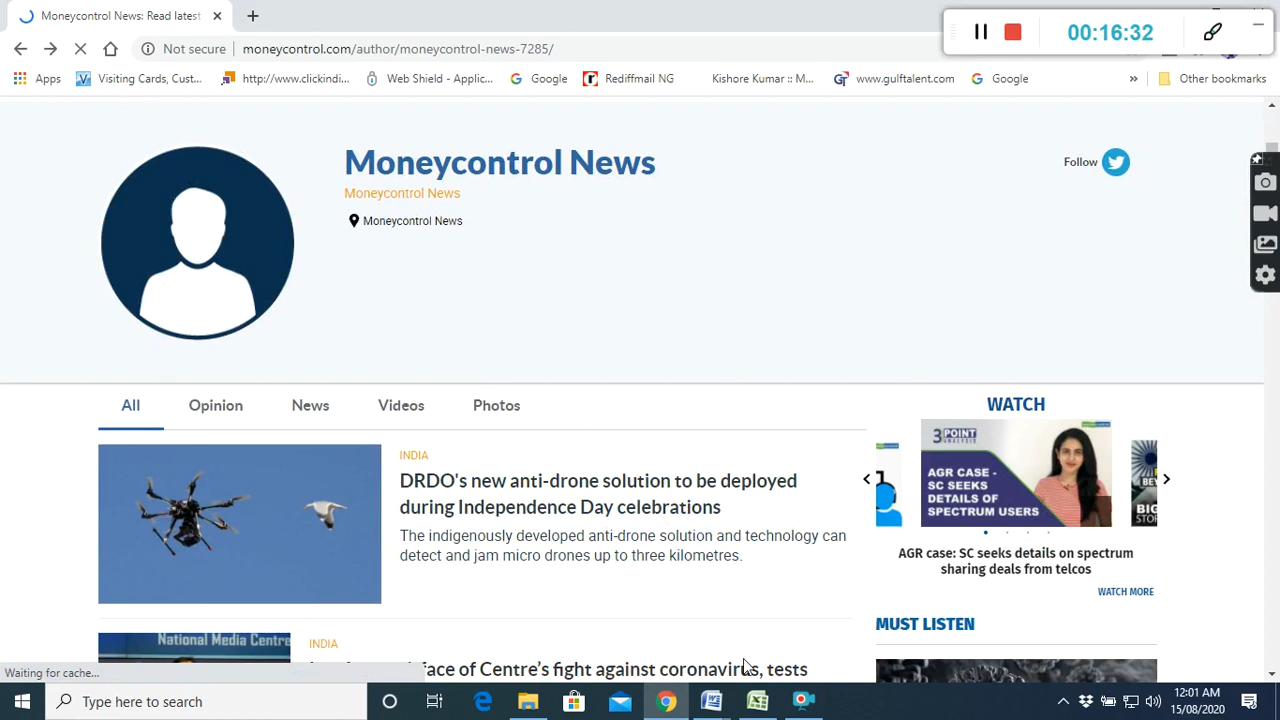 Moneycontrol News: Read latest
00:16:32
Not secure
moneycontrol.com/author/moneycontrol-news-7285/
Apps
Visiting Cards, Cust...
http://www.clickindi...
Web Shield - Applic...
Google
Rediffmail NG
Kishore Kumar :: M...
www.gulftalent.com
Google
»
Other bookmarks
Moneycontrol News
Moneycontrol News
Moneycontrol News
Follow
All
Opinion
News
Videos
Photos
INDIA
DRDO's new anti-drone solution to be deployed
during Independence Day celebrations
The indigenously developed anti-drone solution and technology can
detect and jam micro drones up to three kilometres.
WATCH
3 POINT
ANALYSIS
AGR CASE -
SC SEEKS
DETAILS OF
SPECTRUM USERS
AGR case: SC seeks details on spectrum
sharing deals from telcos
WATCH MORE
MUST LISTEN
National Media Centre
INDIA
face of Centre's fight against coronavirus, tests
Waiting for cache...
Type here to search
12:01 AM
15/08/2020